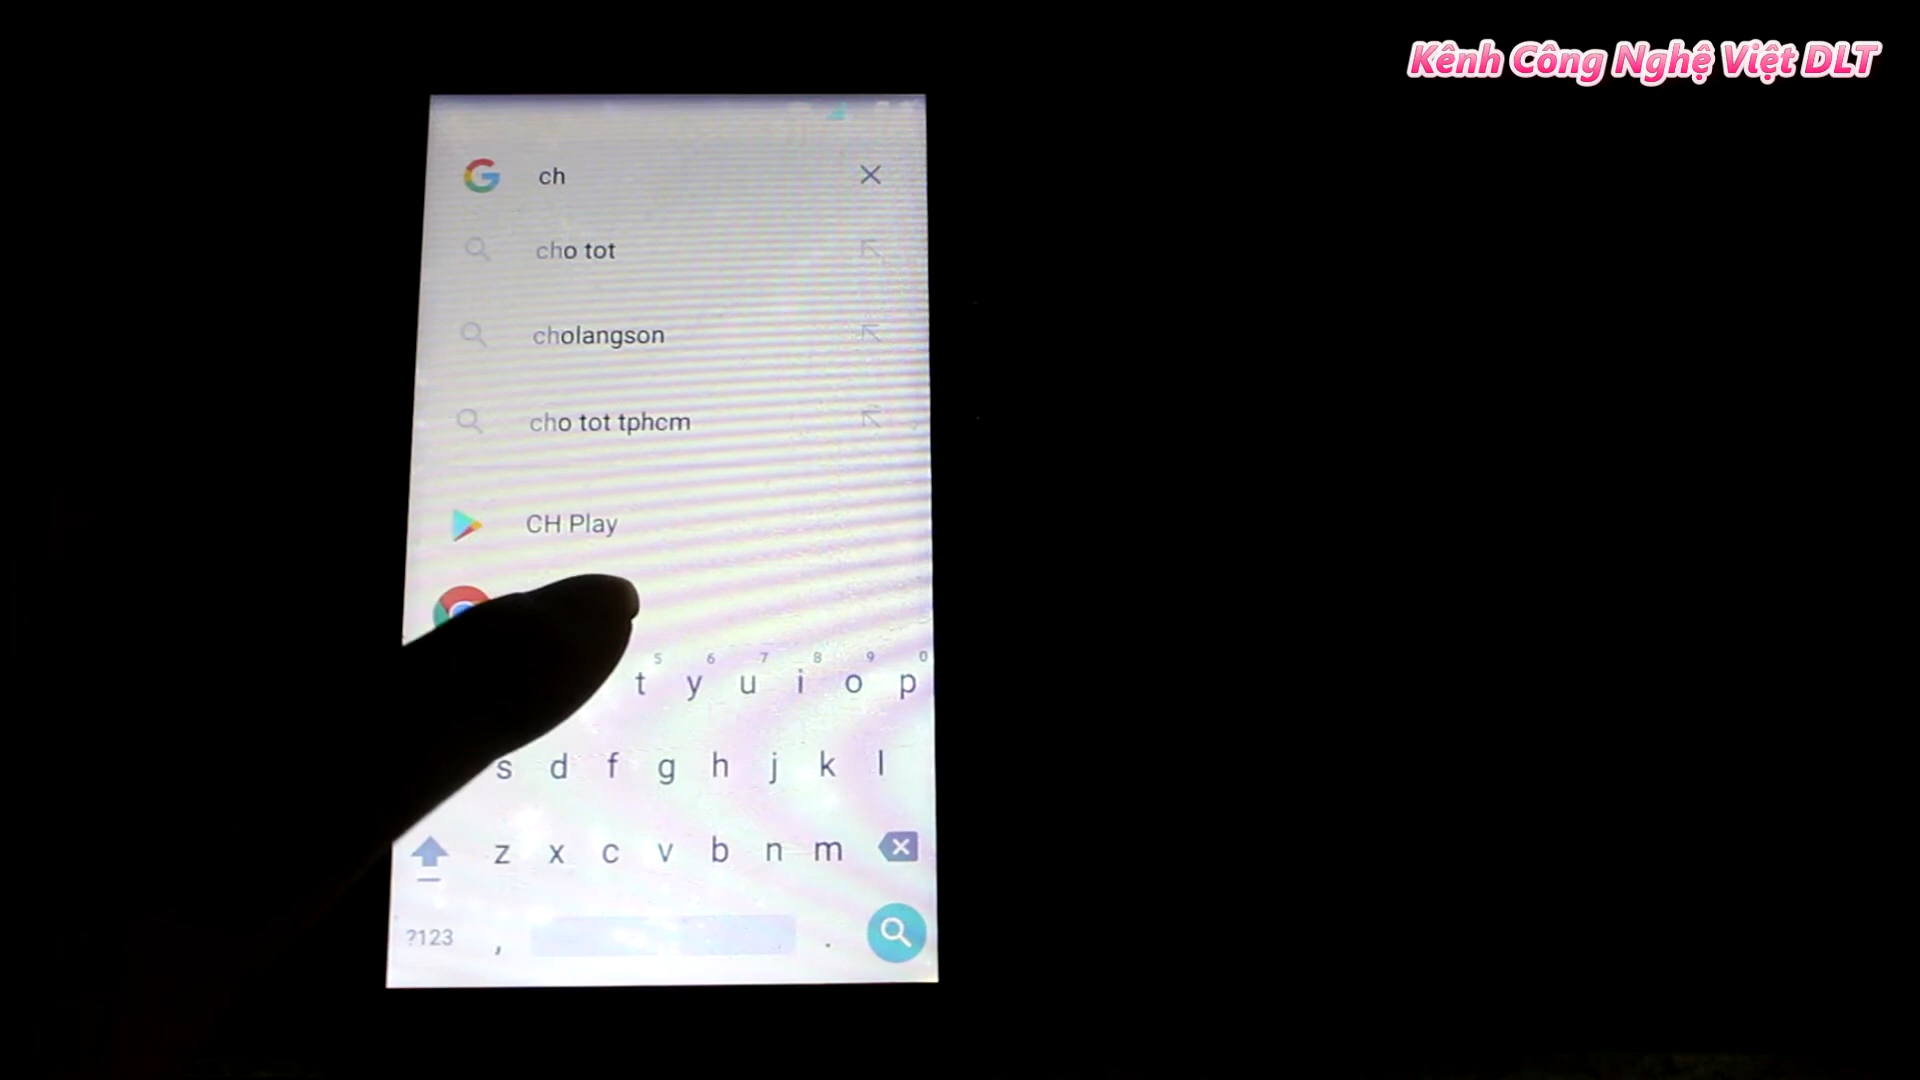 Kênh Công Nghệ Việt DLT
ch
cho tot
cholangson
cho tot tphcm
CH Play
5 6 7 8 9 0
t y u i o p
s d f g h j k l
z x c v b n m
?123 , .